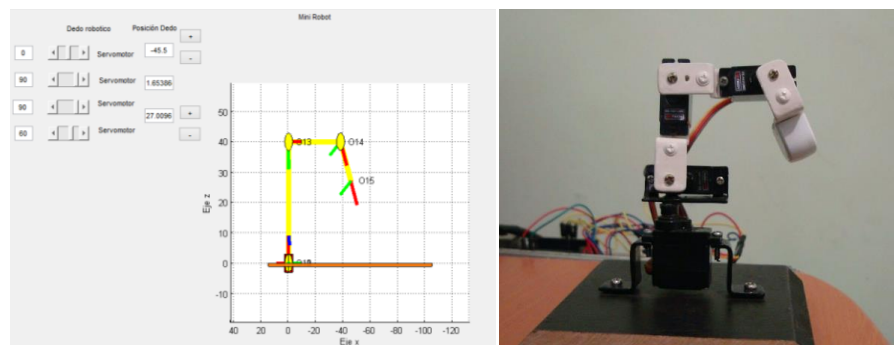 Mini Robot
Dedo robotico
Posición Dedo
+
0
Servomotor
-45.5
-
90
Servomotor
1.65386
90
Servomotor
27.0096
+
60
Servomotor
-
50
40
30
20
10
0
-10
Eje z
O13
O14
O15
40
20
0
-20
-40
-60
-80
-100
-120
Eje x